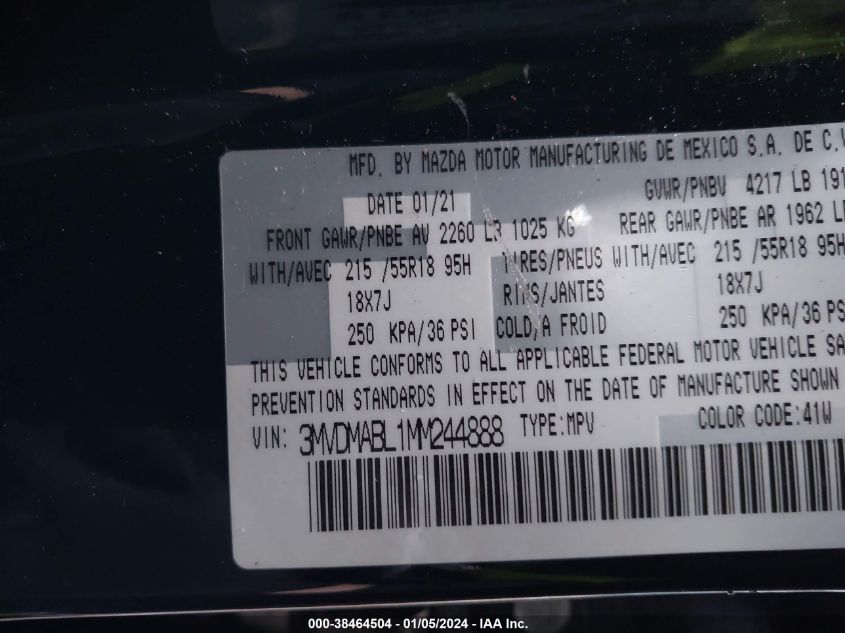 MFD. BY MAZDA MOTOR MANUFACTURING DE MEXICO S.A. DE C.V
DATE 01/21 GVWR/PNBV 4217 LB 191
FRONT GAWR/PNBE AV 2260 LB 1025 KG REAR GAWR/PNBE AR 1962 LB
WITH/AVEC 215 /55R18 95H TIRES/PNEUS WITH/AVEC 215 /55R18 95H
18X7J RIMS/JANTES 18X7J
250 KPA/36 PSI COLD/A FROID 250 KPA/36 PS
THIS VEHICLE CONFORMS TO ALL APPLICABLE FEDERAL MOTOR VEHICLE SA
PREVENTION STANDARDS IN EFFECT ON THE DATE OF MANUFACTURE SHOWN
VIN: 3MVDMABL1MM244888 TYPE:MPV COLOR CODE:41W
000-38464504 - 01/05/2024 - IAA Inc.